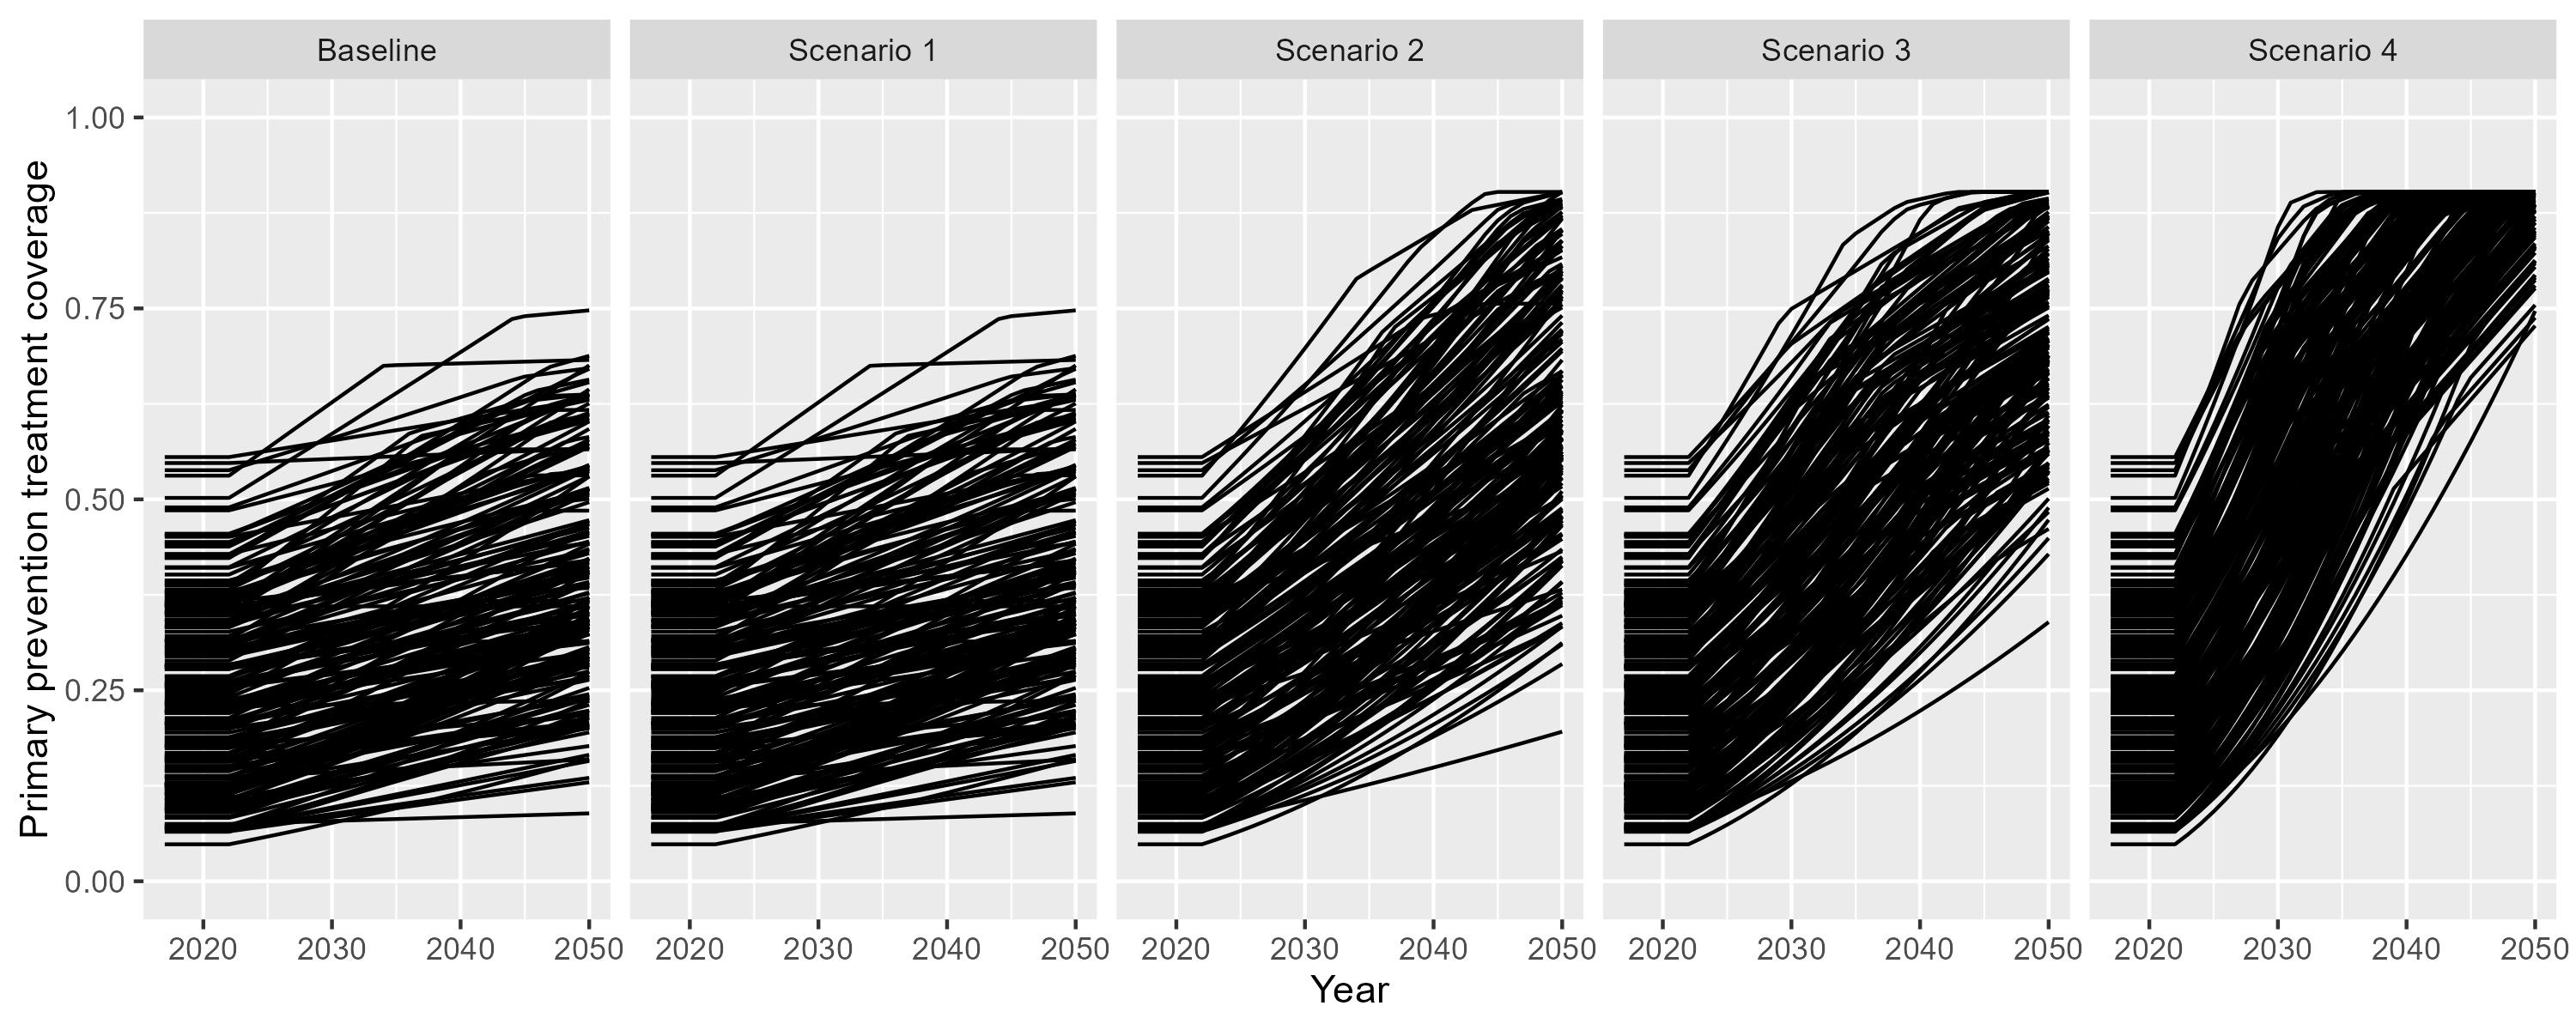 Baseline
Scenario 1
Scenario 2
Scenario 3
Scenario 4
Primary prevention treatment coverage
1.00
0.75
0.50
0.25
0.00
2020 2030 2040 2050 2020 2030 2040 2050 2020 2030 2040 2050 2020 2030 2040 2050 2020 2030 2040 2050
Year